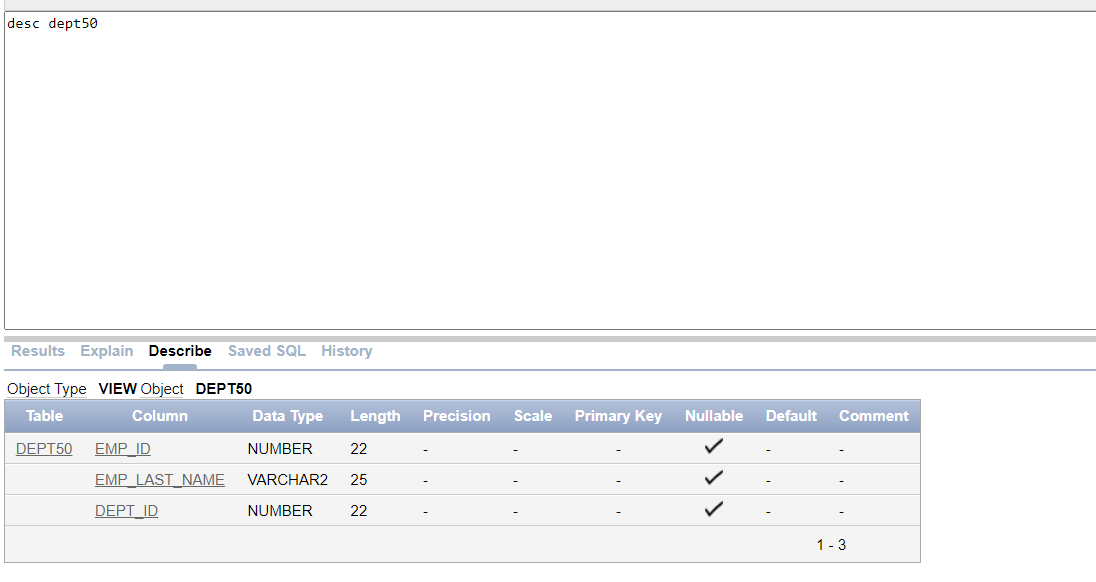 desc dept50
Results Explain Describe Saved SQL History
Object Type VIEW Object DEPT50
Table Column Data Type Length Precision Scale Primary Key Nullable Default Comment
DEPT50 EMP_ID NUMBER 22 - - - ✓ - -
EMP_LAST_NAME VARCHAR2 25 - - - ✓ - -
DEPT_ID NUMBER 22 - - - ✓ - -
1 - 3